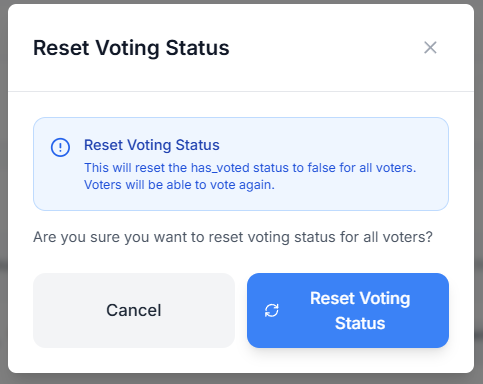 Reset Voting Status
Reset Voting Status
This will reset the has_voted status to false for all voters.
Voters will be able to vote again.
Are you sure you want to reset voting status for all voters?
Cancel
Reset Voting
Status